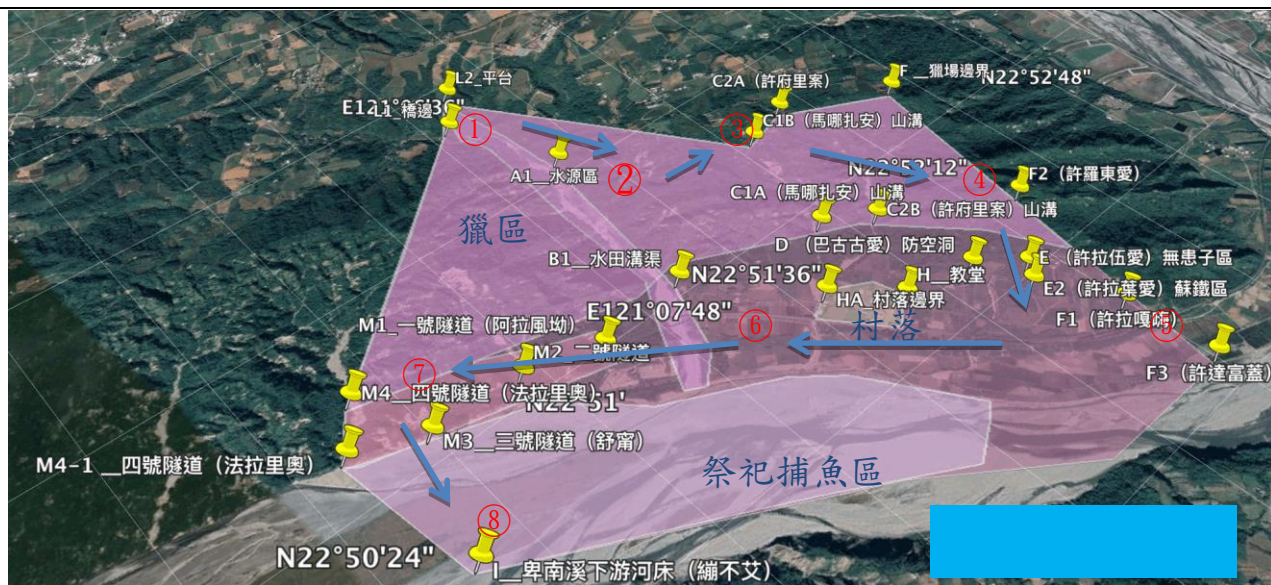 L2_平台
C2A（許府里案）
F__獵場邊界
N22°52'48"
E121°06'36"
L1_橋邊
①
③
C1B（馬哪扎安）山溝
A1__水源區
②
N22°52'12"
④
F2（許羅東愛）
C1A（馬哪扎安）山溝
C2B（許府里案）山溝
獵區
D （巴古古愛）防空洞
E （許拉伍愛）無患子區
B1__水田溝渠
N22°51'36"
H__教堂
E2（許拉葉愛）蘇鐵區
E121°07'48"
HA_村落邊界
F1（許拉嘎
⑤
M1_一號隧道（阿拉風坳）
⑥
村落
M2_二號隧道
F3（許達富蓋）
⑦
M4__四號隧道（法拉里奧）
N22°51'
M3__三號隧道（舒甯）
M4-1 __四號隧道（法拉里奧）
祭祀捕魚區
⑧
N22°50'24"
I__卑南溪下游河床（繃不艾）